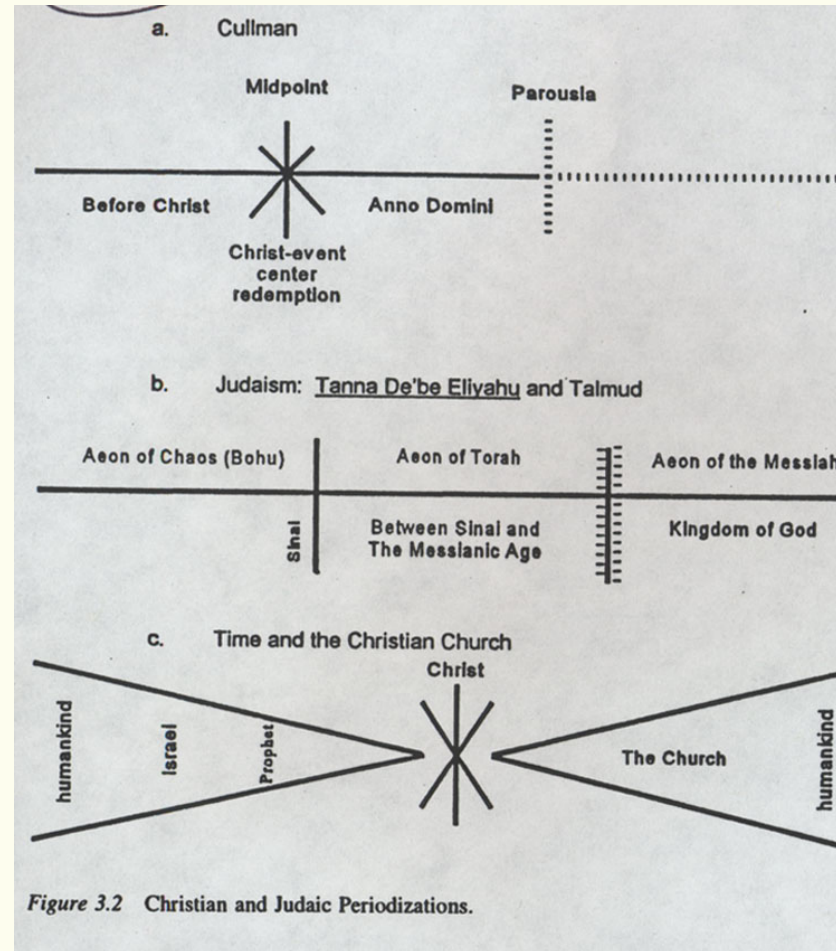 a. Cullman
Midpoint
Parousia
Before Christ
Anno Domini
Christ-event
center
redemption
b. Judaism: Tanna De'be Eliyahu and Talmud
Aeon of Chaos (Bohu)
Aeon of Torah
Aeon of the Messiah
Sinai
Between Sinai and
The Messianic Age
Kingdom of God
c. Time and the Christian Church
Christ
humankind
Israel
Prophet
The Church
humankind
Figure 3.2 Christian and Judaic Periodizations.